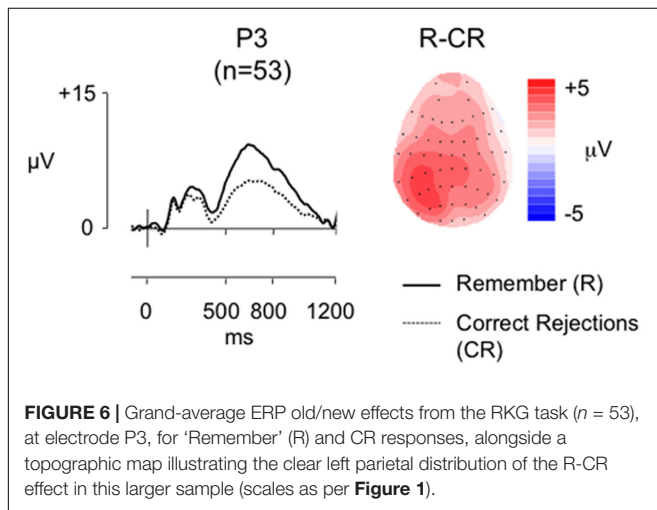 P3
(n=53)
R-CR
+15
µV
0
+5
µV
-5
0 500 800 1200
ms
Remember (R)
Correct Rejections
(CR)
FIGURE 6 | Grand-average ERP old/new effects from the RKG task (n = 53),
at electrode P3, for ‘Remember’ (R) and CR responses, alongside a
topographic map illustrating the clear left parietal distribution of the R-CR
effect in this larger sample (scales as per Figure 1).